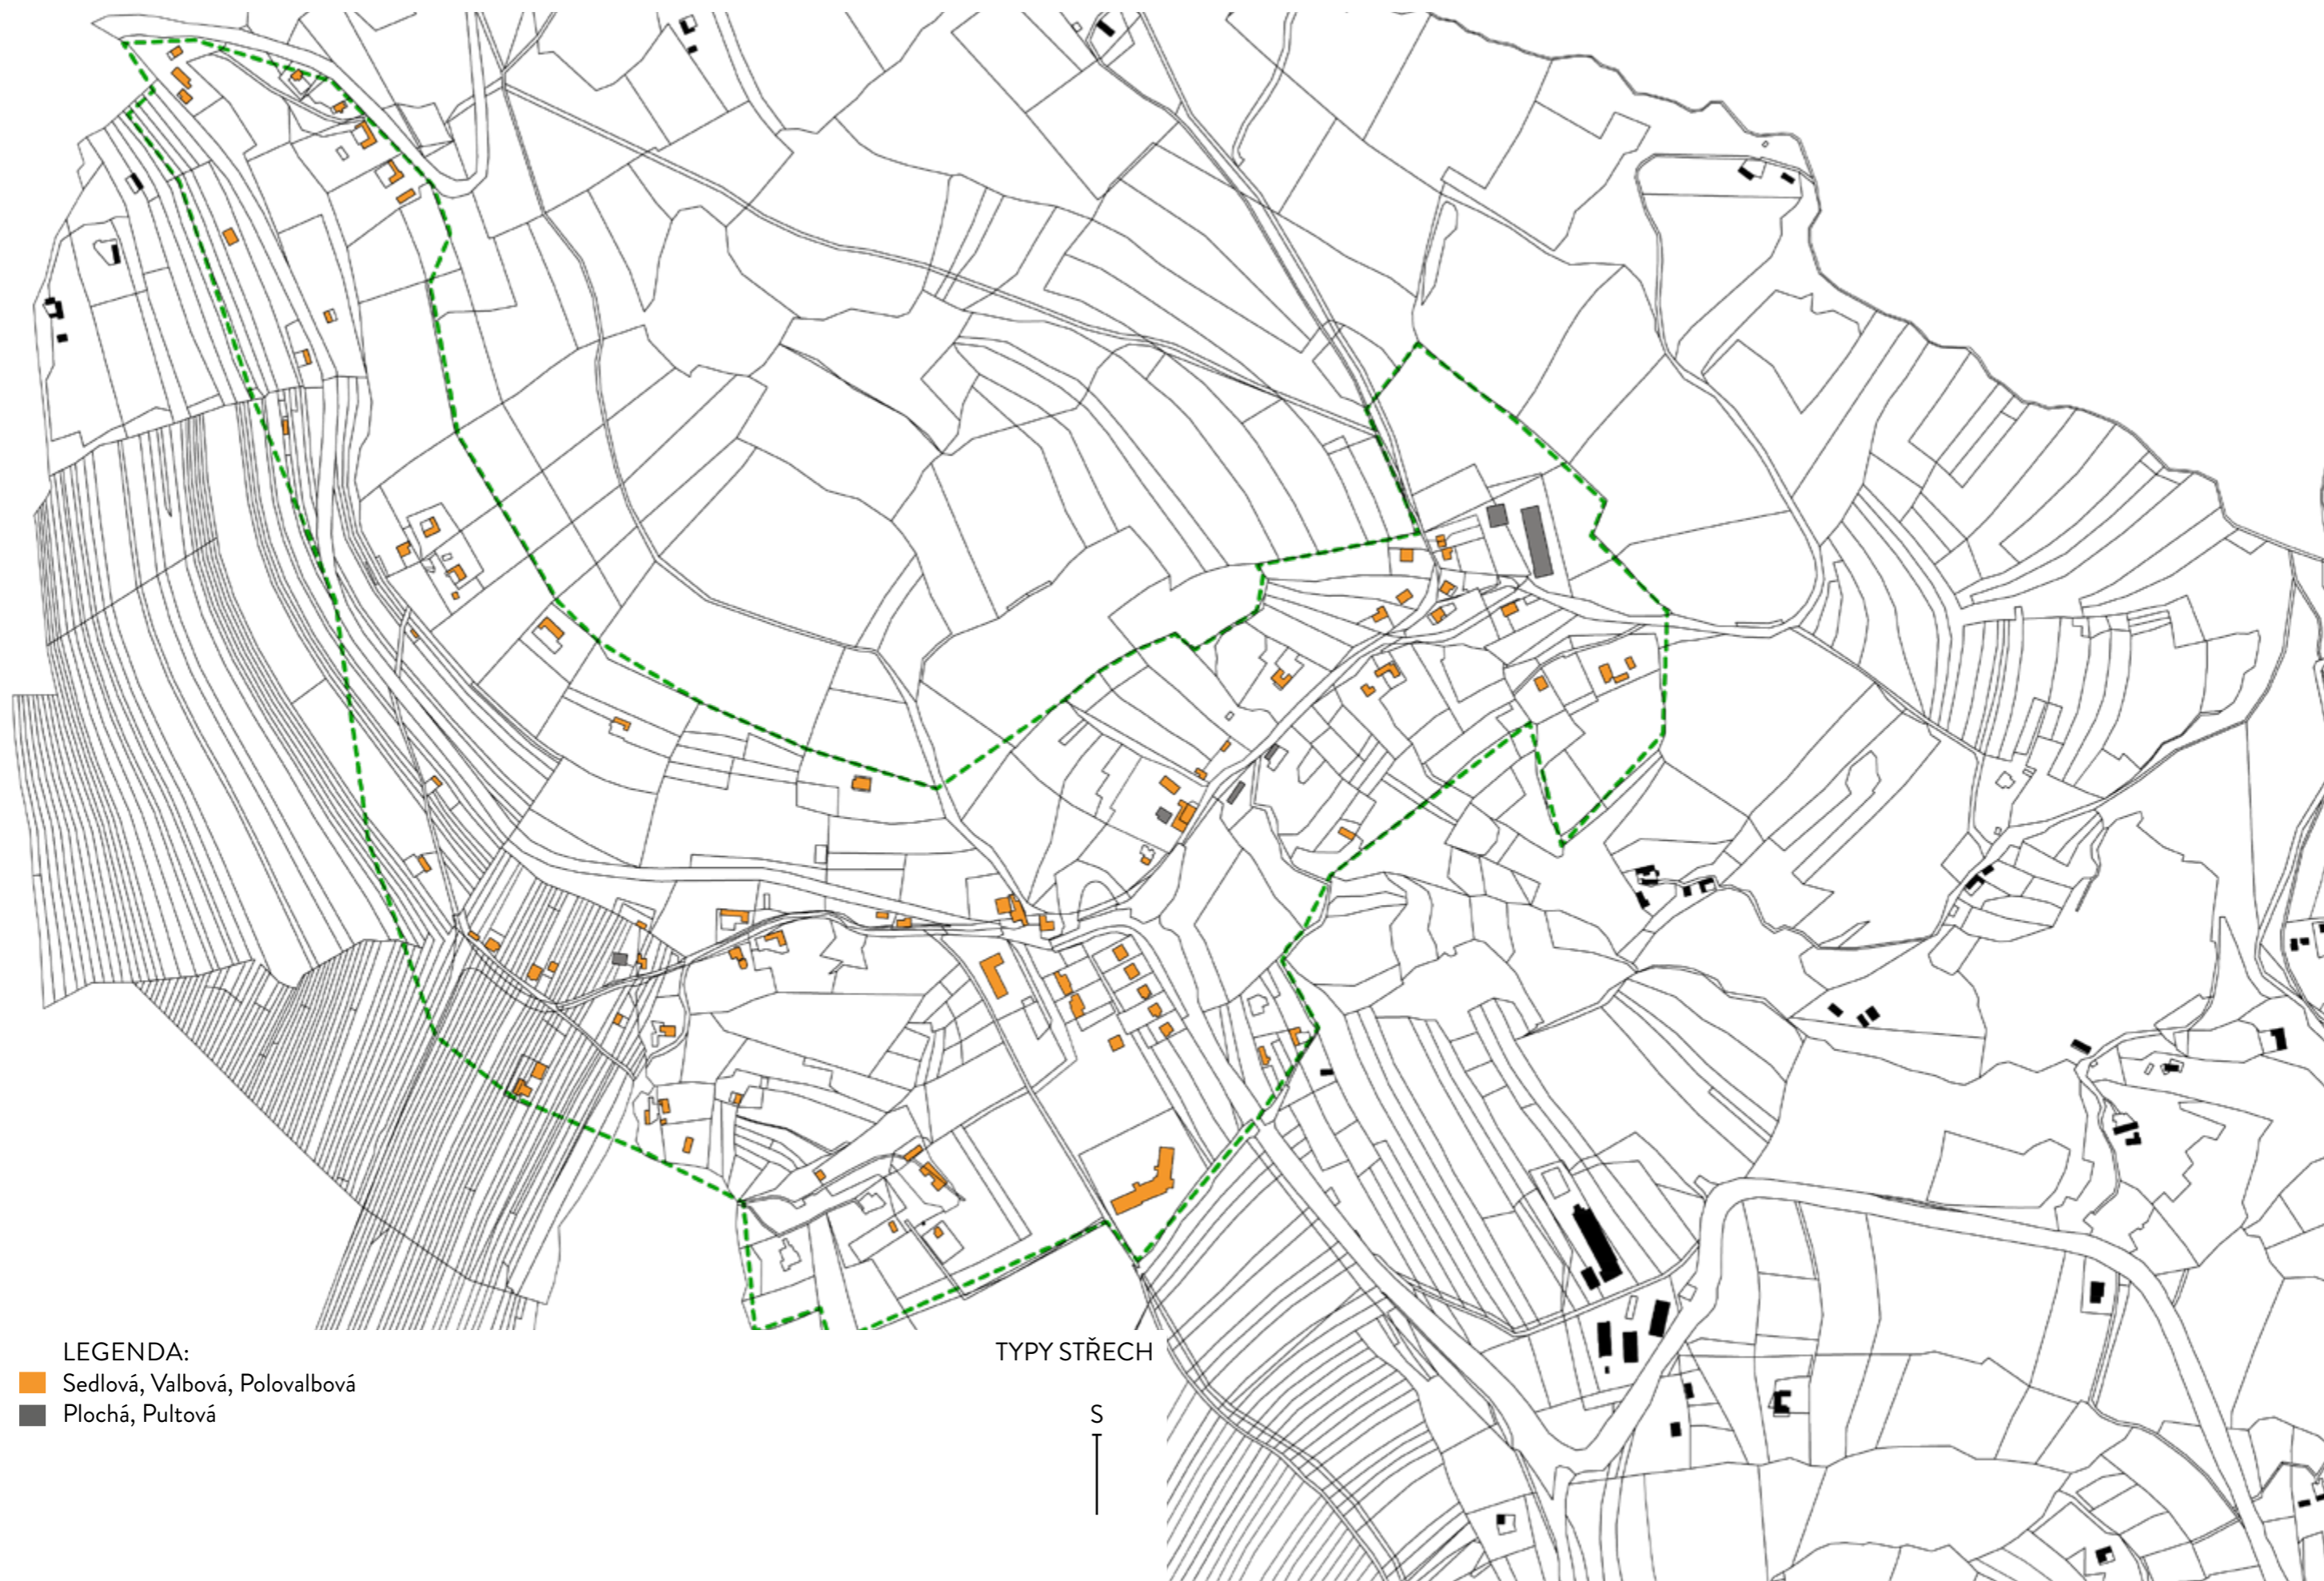 LEGENDA:
Sedlová, Valbová, Polovalbová
Plochá, Pultová
TYPY STŘECH
S